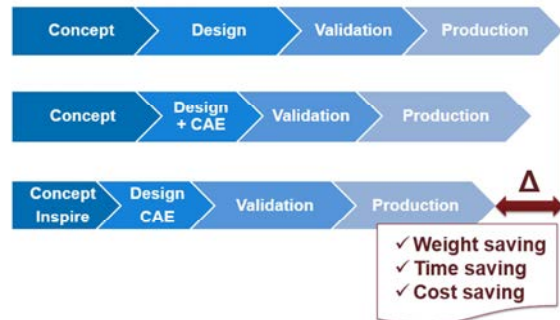 Concept Design Validation Production
Concept Design + CAE Validation Production
Concept Inspire Design CAE Validation Production
Δ
✓ Weight saving
✓ Time saving
✓ Cost saving